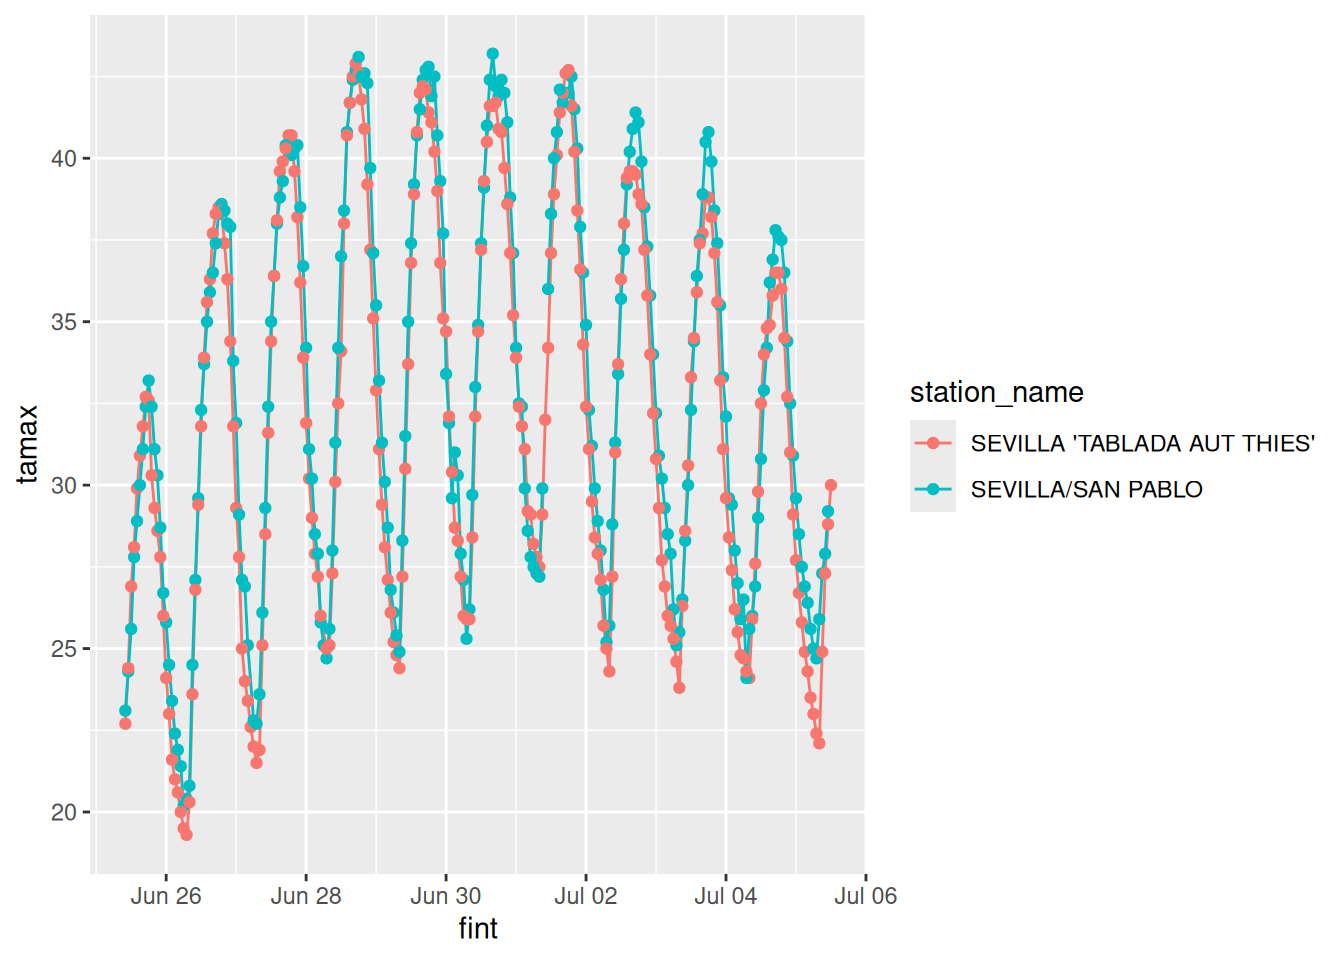 40
35
30
25
20
tamax
Jun 26
Jun 28
Jun 30
Jul 02
Jul 04
Jul 06
fint
station_name
SEVILLA 'TABLADA AUT THIES'
SEVILLA/SAN PABLO